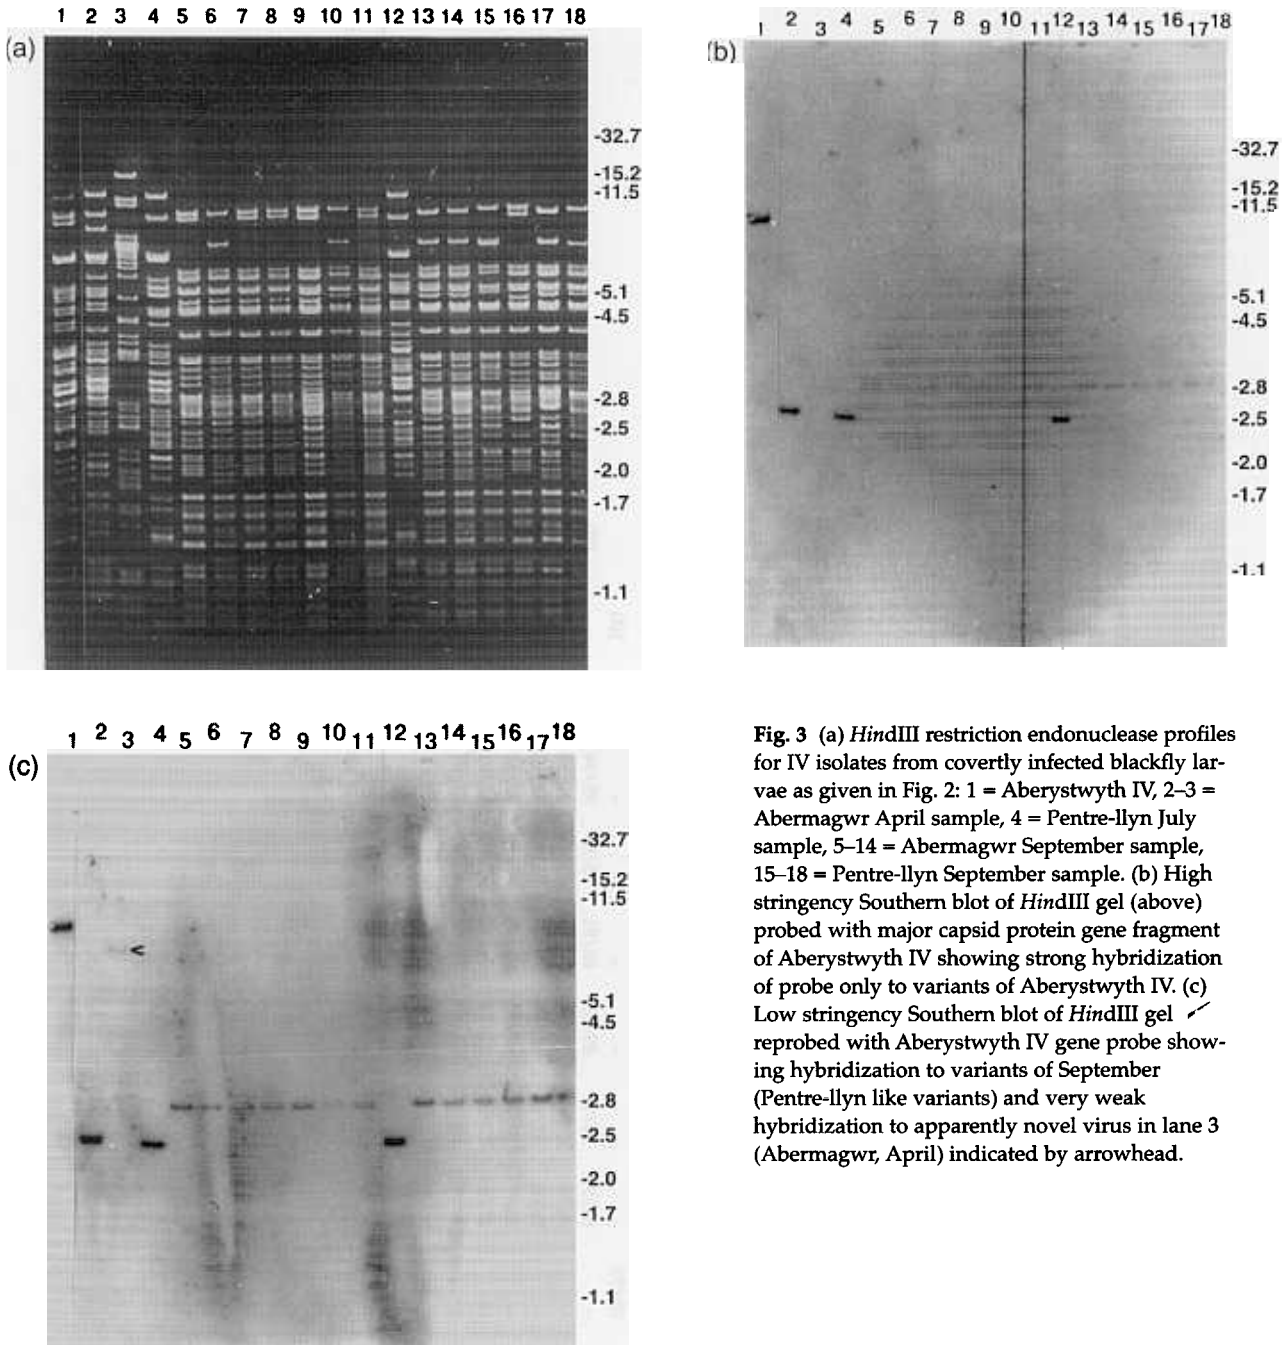 1 2 3 4 5 6 7 8 9 10 11 12 13 14 15 16 17 18
(a)
-32.7
-15.2
-11.5
-5.1
-4.5
-2.8
-2.5
-2.0
-1.7
-1.1
1 2 3 4 5 6 7 8 9 10 11 12 13 14 15 16 17 18
(b)
-32.7
-15.2
-11.5
-5.1
-4.5
-2.8
-2.5
-2.0
-1.7
-1.1
1 2 3 4 5 6 7 8 9 10 11 12 13 14 15 16 17 18
(c)
<
-32.7
-15.2
-11.5
-5.1
-4.5
-2.8
-2.5
-2.0
-1.7
-1.1
Fig. 3 (a) HindIII restriction endonuclease profiles
for IV isolates from covertly infected blackfly lar-
vae as given in Fig. 2: 1 = Aberystwyth IV, 2–3 =
Abermagwr April sample, 4 = Pentre-llyn July
sample, 5–14 = Abermagwr September sample,
15–18 = Pentre-llyn September sample. (b) High
stringency Southern blot of HindIII gel (above)
probed with major capsid protein gene fragment
of Aberystwyth IV showing strong hybridization
of probe only to variants of Aberystwyth IV. (c)
Low stringency Southern blot of HindIII gel
reprobed with Aberystwyth IV gene probe show-
ing hybridization to variants of September
(Pentre-llyn like variants) and very weak
hybridization to apparently novel virus in lane 3
(Abermagwr, April) indicated by arrowhead.